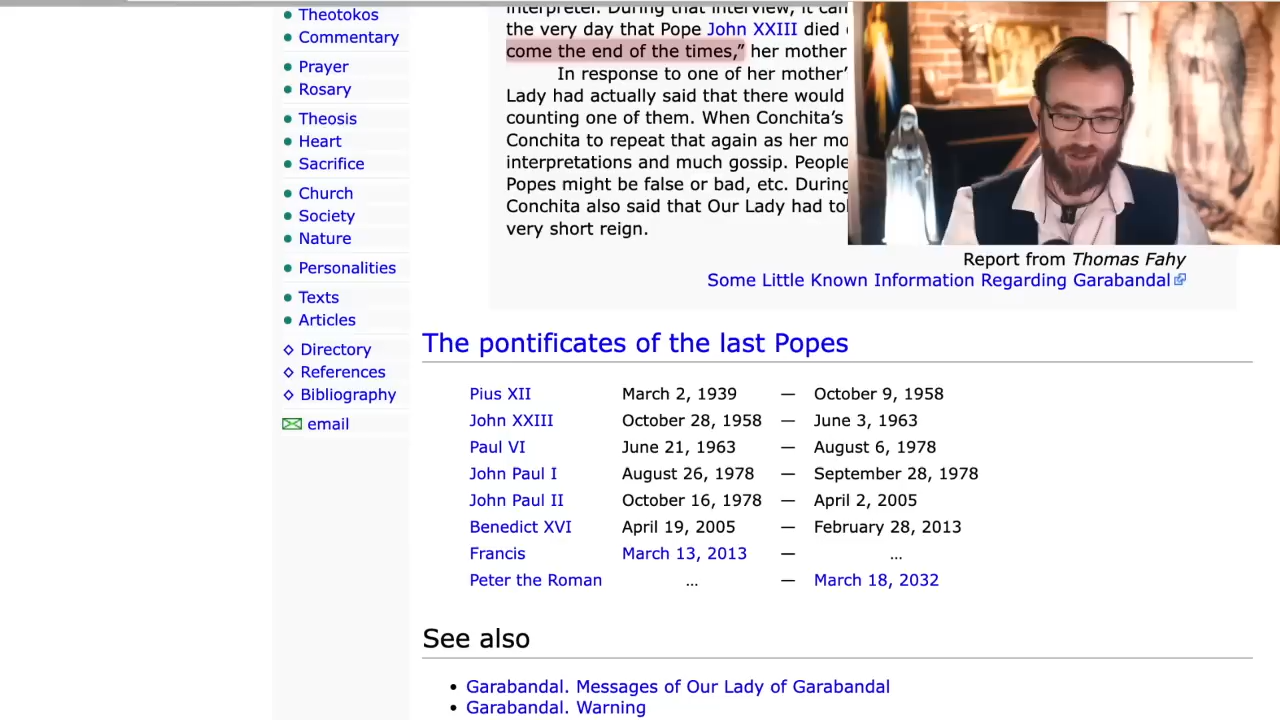 Theotokos
Commentary
Prayer
Rosary
Theosis
Heart
Sacrifice
Church
Society
Nature
Personalities
Texts
Articles
Directory
References
Bibliography
email
interpreter. During that interview, it
the very day that Pope John XXIII died
come the end of the times,” her mother
In response to one of her mother’
Lady had actually said that there would
counting one of them. When Conchita’s
Conchita to repeat that again as her
interpretations and much gossip. People
Popes might be false or bad, etc. During
Conchita also said that Our Lady had
very short reign.
Report from Thomas Fahy
Some Little Known Information Regarding Garabandal
The pontificates of the last Popes
Pius XII March 2, 1939 — October 9, 1958
John XXIII October 28, 1958 — June 3, 1963
Paul VI June 21, 1963 — August 6, 1978
John Paul I August 26, 1978 — September 28, 1978
John Paul II October 16, 1978 — April 2, 2005
Benedict XVI April 19, 2005 — February 28, 2013
Francis March 13, 2013 — ...
Peter the Roman ... — March 18, 2032
See also
Garabandal. Messages of Our Lady of Garabandal
Garabandal. Warning